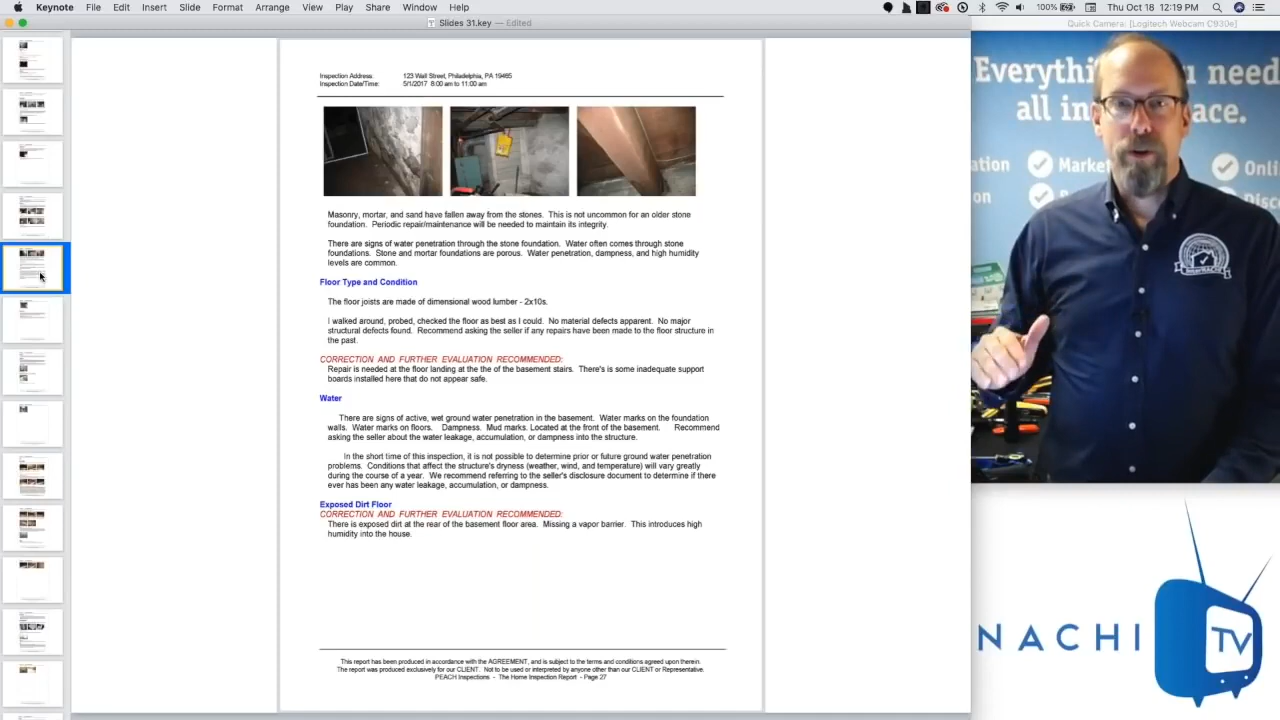 Keynote File Edit Insert Slide Format Arrange View Play Share Window Help
100% Thu Oct 18 12:19 PM
Slides 31.key — Edited
Quick Camera: [Logitech Webcam C930e]
Inspection Address: 123 Wall Street, Philadelphia, PA 19465
Inspection Date/Time: 5/1/2017 8:00 am to 11:00 am
Masonry, mortar, and sand have fallen away from the stones. This is not uncommon for an older stone
foundation. Periodic repair/maintenance will be needed to maintain its integrity.
There are signs of water penetration through the stone foundation. Water often comes through stone
foundations. Stone and mortar foundations are porous. Water penetration, dampness, and high humidity
levels are common.
Floor Type and Condition
The floor joists are made of dimensional wood lumber - 2x10s.
I walked around, probed, checked the floor as best as I could. No material defects apparent. No major
structural defects found. Recommend asking the seller if any repairs have been made to the floor structure in
the past.
CORRECTION AND FURTHER EVALUATION RECOMMENDED:
Repair is needed at the floor landing at the the of the basement stairs. There's is some inadequate support
boards installed here that do not appear safe.
Water
There are signs of active, wet ground water penetration in the basement. Water marks on the foundation
walls. Water marks on floors. Dampness. Mud marks. Located at the front of the basement. Recommend
asking the seller about the water leakage, accumulation, or dampness into the structure.
In the short time of this inspection, it is not possible to determine prior or future ground water penetration
problems. Conditions that affect the structure's dryness (weather, wind, and temperature) will vary greatly
during the course of a year. We recommend referring to the seller's disclosure document to determine if there
ever has been any water leakage, accumulation, or dampness.
Exposed Dirt Floor
CORRECTION AND FURTHER EVALUATION RECOMMENDED:
There is exposed dirt at the rear of the basement floor area. Missing a vapor barrier. This introduces high
humidity into the house.
This report has been produced in accordance with the AGREEMENT, and is subject to the terms and conditions agreed upon therein.
The report was produced exclusively for our CLIENT. Not to be used or interpreted by anyone other than our CLIENT or Representative.
PEACH Inspections - The Home Inspection Report - Page 27
Everythi u need
all in ace.
ation Market Onli
Disco
NACHI TV